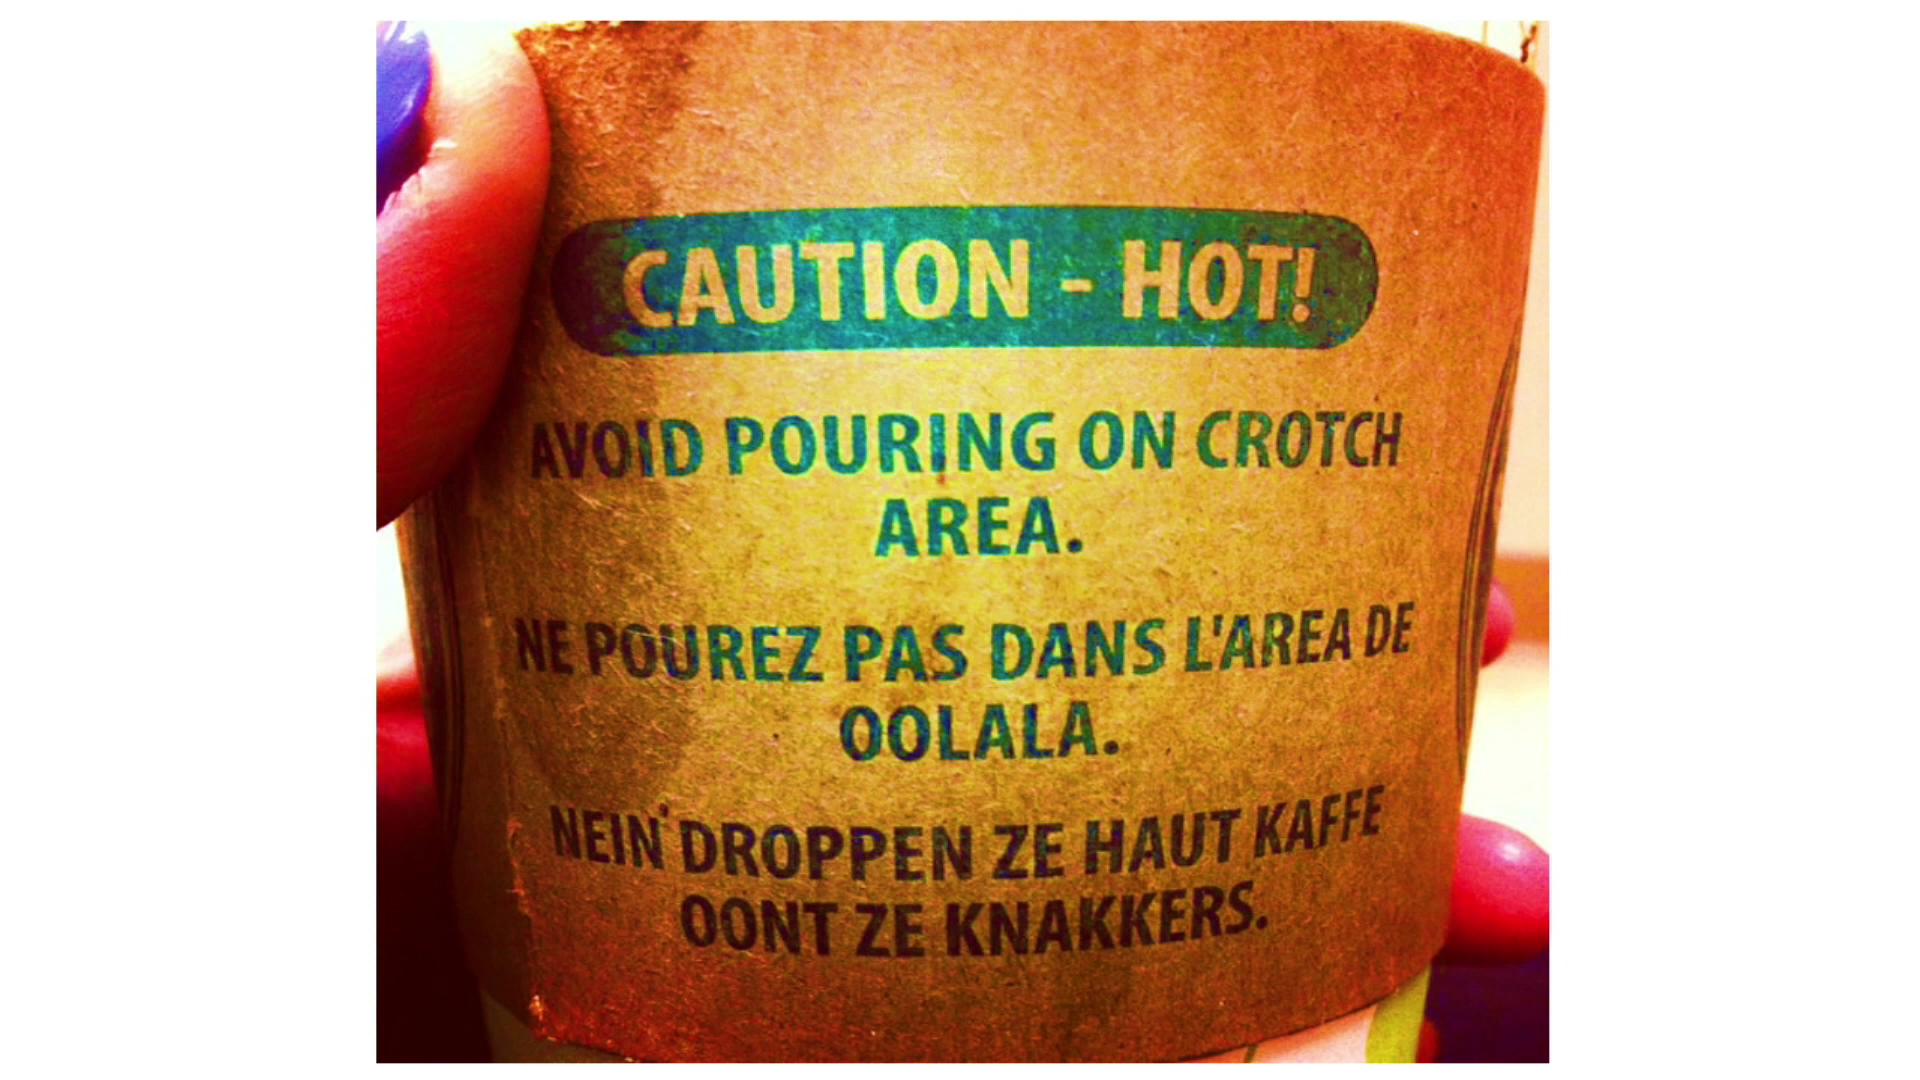 CAUTION - HOT!
AVOID POURING ON CROTCH
AREA.
NE POUREZ PAS DANS L'AREA DE
OOLALA.
NEIN DROPPEN ZE HAUT KAFFE
OONT ZE KNAKKERS.